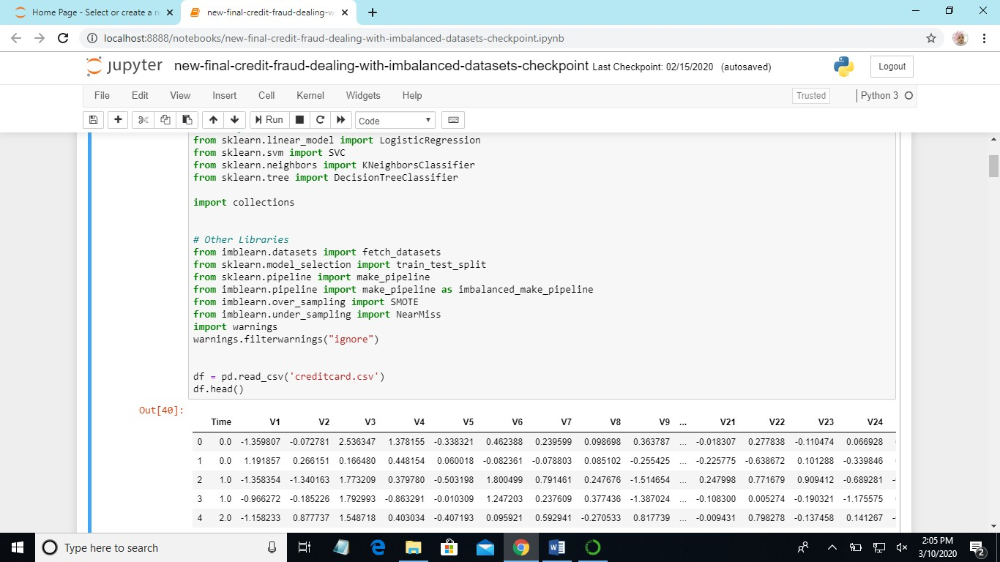 Home Page - Select or create a n
new-final-credit-fraud-dealing-w
localhost:8888/notebooks/new-final-credit-fraud-dealing-with-imbalanced-datasets-checkpoint.ipynb
jupyter new-final-credit-fraud-dealing-with-imbalanced-datasets-checkpoint Last Checkpoint: 02/15/2020 (autosaved) Logout
File Edit View Insert Cell Kernel Widgets Help Trusted Python 3
Run Code
from sklearn.linear_model import LogisticRegression
from sklearn.svm import SVC
from sklearn.neighbors import KNeighborsClassifier
from sklearn.tree import DecisionTreeClassifier
import collections
# Other Libraries
from imblearn.datasets import fetch_datasets
from sklearn.model_selection import train_test_split
from sklearn.pipeline import make_pipeline
from imblearn.pipeline import make_pipeline as imbalanced_make_pipeline
from imblearn.over_sampling import SMOTE
from imblearn.under_sampling import NearMiss
import warnings
warnings.filterwarnings("ignore")
df = pd.read_csv('creditcard.csv')
df.head()
Out[40]:
Time V1 V2 V3 V4 V5 V6 V7 V8 V9 ... V21 V22 V23 V24
0 0.0 -1.359807 -0.072781 2.536347 1.378155 -0.338321 0.462388 0.239599 0.098698 0.363787 ... -0.018307 0.277838 -0.110474 0.066928
1 0.0 1.191857 0.266151 0.166480 0.448154 0.060018 -0.082361 -0.078803 0.085102 -0.255425 ... -0.225775 -0.638672 0.101288 -0.339846
2 1.0 -1.358354 -1.340163 1.773209 0.379780 -0.503198 1.800499 0.791461 0.247676 -1.514654 ... 0.247998 0.771679 0.909412 -0.689281 -
3 1.0 -0.966272 -0.185226 1.792993 -0.863291 -0.010309 1.247203 0.237609 0.377436 -1.387024 ... -0.108300 0.005274 -0.190321 -1.175575
4 2.0 -1.158233 0.877737 1.548718 0.403034 -0.407193 0.095921 0.592941 -0.270533 0.817739 ... -0.009431 0.798278 -0.137458 0.141267 -
Type here to search
2:05 PM
3/10/2020
2